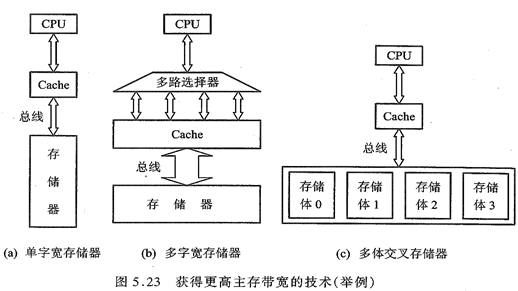 CPU
Cache
总线
存
储
器
(a) 单字宽存储器
CPU
多路选择器
Cache
总线
存 储 器
(b) 多字宽存储器
CPU
Cache
总线
存储
体 0
存储
体 1
存储
体 2
存储
体 3
(c) 多体交叉存储器
图 5.23 获得更高主存带宽的技术(举例)